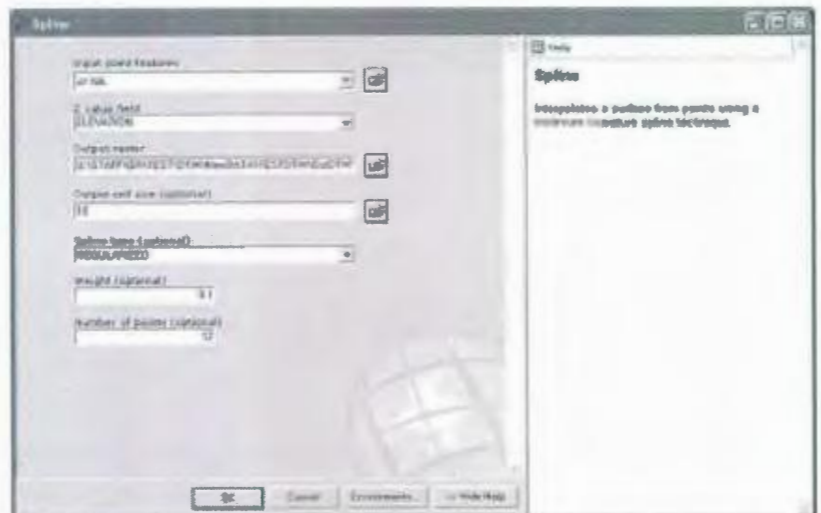 Spline
Input point features
Z value field
ELEVATION
Output raster
Output cell size (optional)
10
Spline type (optional)
REGULARIZED
Weight (optional)
0.1
Number of points (optional)
12
OK
Cancel
Environments...
<< Hide Help
Help
Spline
Interpolates a surface from points using a
minimum curvature spline technique.